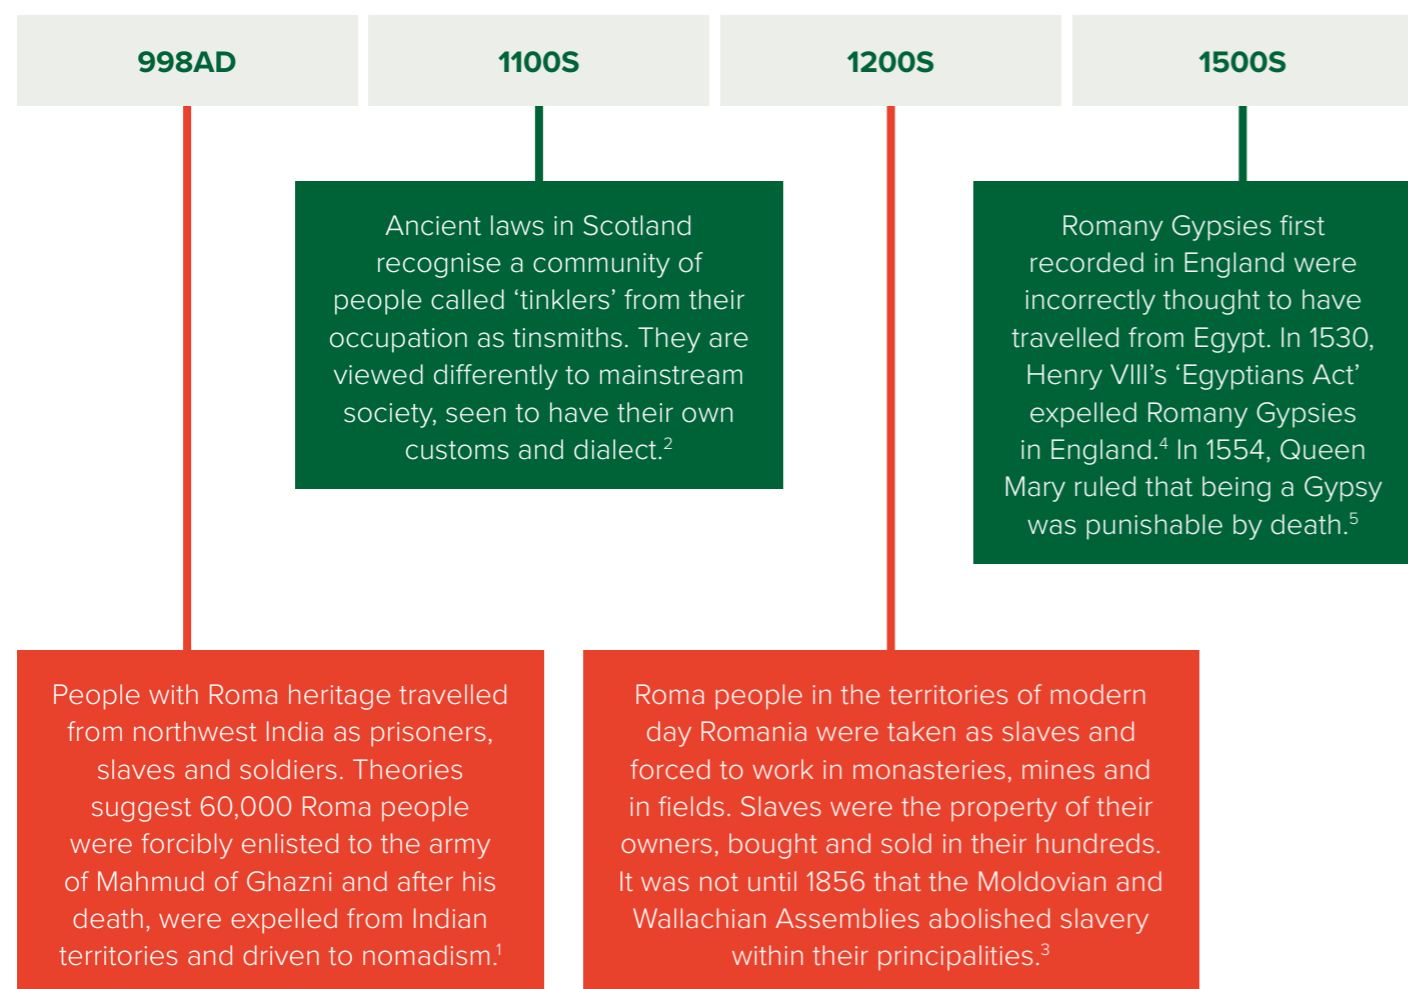 998AD
1100S
1200S
1500S
Ancient laws in Scotland
recognise a community of
people called ‘tinklers’ from their
occupation as tinsmiths. They are
viewed differently to mainstream
society, seen to have their own
customs and dialect.2
Romany Gypsies first
recorded in England were
incorrectly thought to have
travelled from Egypt. In 1530,
Henry VIII’s ‘Egyptians Act’
expelled Romany Gypsies
in England.4 In 1554, Queen
Mary ruled that being a Gypsy
was punishable by death.5
People with Roma heritage travelled
from northwest India as prisoners,
slaves and soldiers. Theories
suggest 60,000 Roma people
were forcibly enlisted to the army
of Mahmud of Ghazni and after his
death, were expelled from Indian
territories and driven to nomadism.1
Roma people in the territories of modern
day Romania were taken as slaves and
forced to work in monasteries, mines and
in fields. Slaves were the property of their
owners, bought and sold in their hundreds.
It was not until 1856 that the Moldovian and
Wallachian Assemblies abolished slavery
within their principalities.3